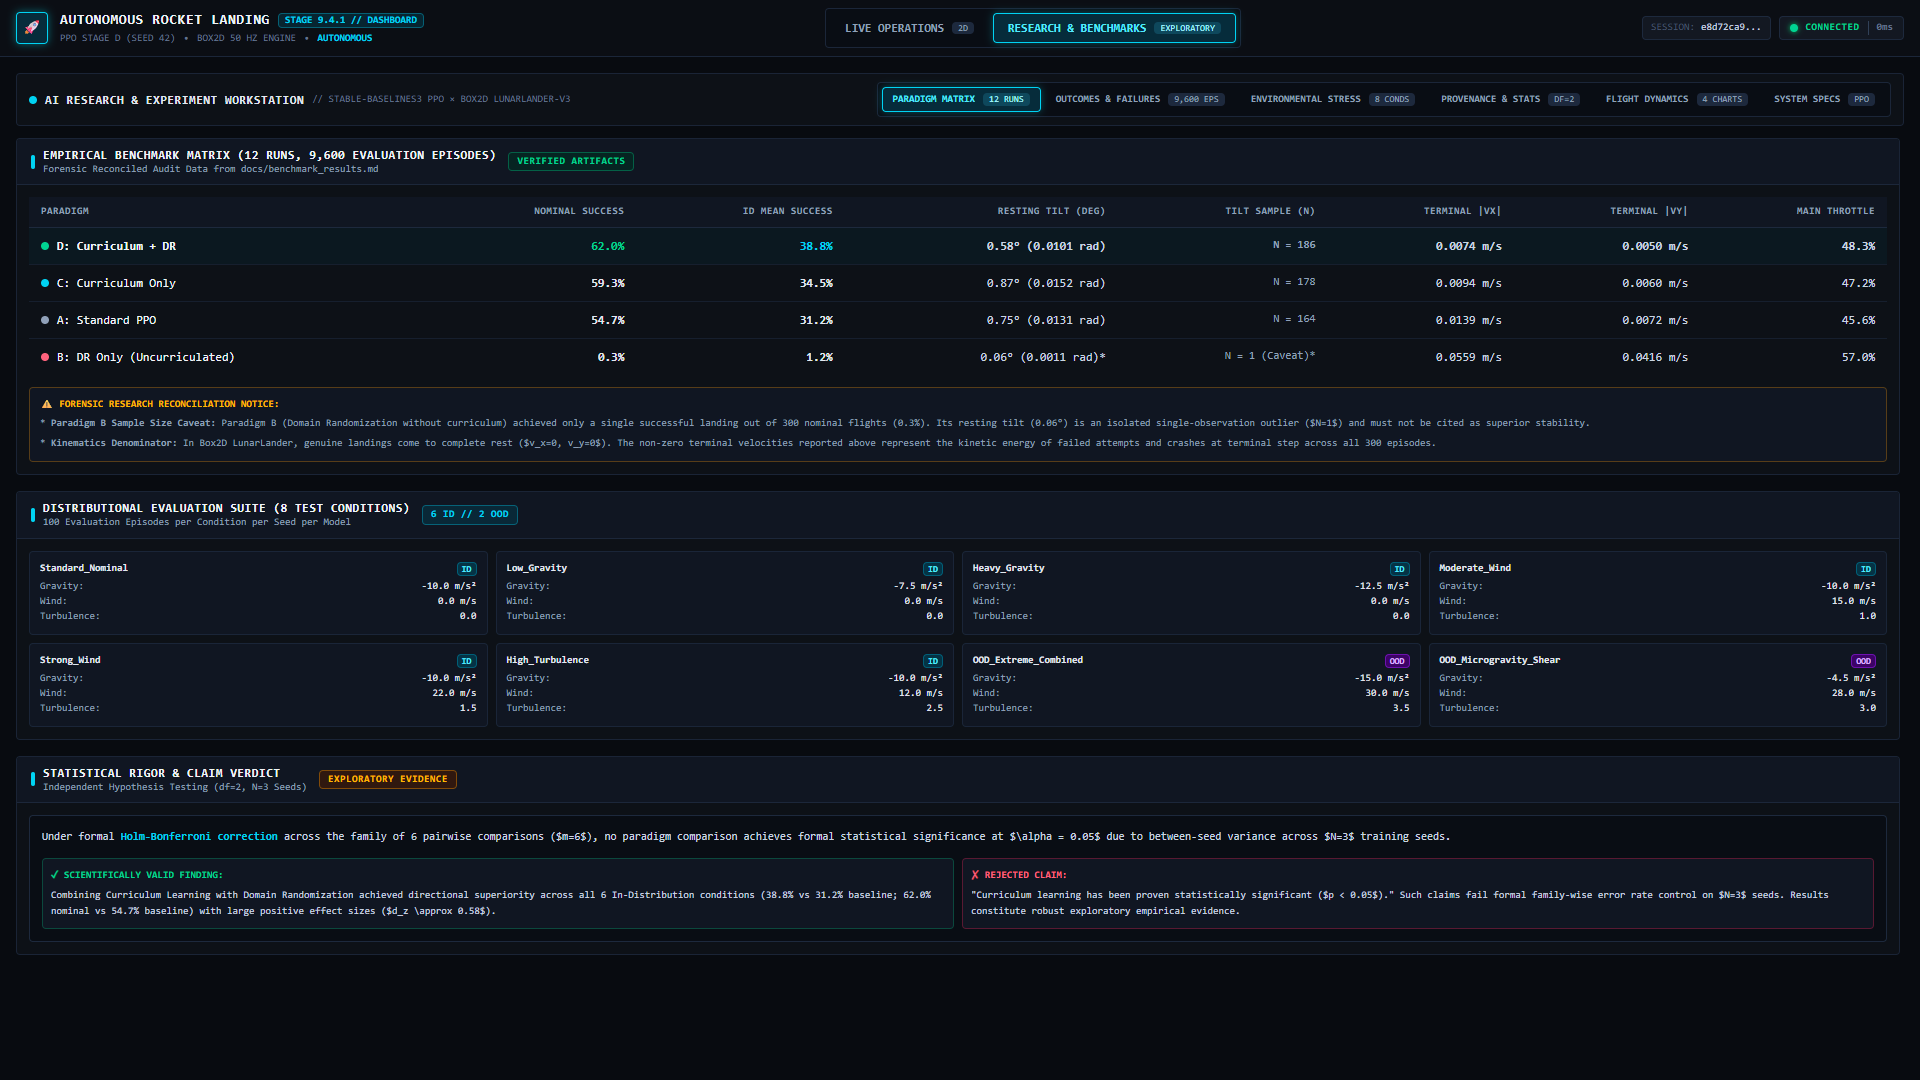 AUTONOMOUS ROCKET LANDING STAGE 9.4.1 // DASHBOARD
PPO STAGE D (SEED 42) • BOX2D 50 HZ ENGINE • AUTONOMOUS
LIVE OPERATIONS 2D RESEARCH & BENCHMARKS EXPLORATORY
SESSION: e8d72ca9... CONNECTED 0ms
AI RESEARCH & EXPERIMENT WORKSTATION // STABLE-BASELINES3 PPO × BOX2D LUNARLANDER-V3
PARADIGM MATRIX 12 RUNS OUTCOMES & FAILURES 9,600 EPS ENVIRONMENTAL STRESS 8 CONDS PROVENANCE & STATS DF=2 FLIGHT DYNAMICS 4 CHARTS SYSTEM SPECS PPO
EMPIRICAL BENCHMARK MATRIX (12 RUNS, 9,600 EVALUATION EPISODES) VERIFIED ARTIFACTS
Forensic Reconciled Audit Data from docs/benchmark_results.md
PARADIGM NOMINAL SUCCESS ID MEAN SUCCESS RESTING TILT (DEG) TILT SAMPLE (N) TERMINAL |VX| TERMINAL |VY| MAIN THROTTLE
D: Curriculum + DR 62.0% 38.8% 0.58° (0.0101 rad) N = 186 0.0074 m/s 0.0050 m/s 48.3%
C: Curriculum Only 59.3% 34.5% 0.87° (0.0152 rad) N = 178 0.0094 m/s 0.0060 m/s 47.2%
A: Standard PPO 54.7% 31.2% 0.75° (0.0131 rad) N = 164 0.0139 m/s 0.0072 m/s 45.6%
B: DR Only (Uncurriculated) 0.3% 1.2% 0.06° (0.0011 rad)* N = 1 (Caveat)* 0.0559 m/s 0.0416 m/s 57.0%
⚠ FORENSIC RESEARCH RECONCILIATION NOTICE:
* Paradigm B Sample Size Caveat: Paradigm B (Domain Randomization without curriculum) achieved only a single successful landing out of 300 nominal flights (0.3%). Its resting tilt (0.06°) is an isolated single-observation outlier ($N=1$) and must not be cited as superior stability.
* Kinematics Denominator: In Box2D LunarLander, genuine landings come to complete rest ($v_x=0, v_y=0$). The non-zero terminal velocities reported above represent the kinetic energy of failed attempts and crashes at terminal step across all 300 episodes.
DISTRIBUTIONAL EVALUATION SUITE (8 TEST CONDITIONS) 6 ID // 2 OOD
100 Evaluation Episodes per Condition per Seed per Model
Standard_Nominal ID
Gravity: -10.0 m/s²
Wind: 0.0 m/s
Turbulence: 0.0
Low_Gravity ID
Gravity: -7.5 m/s²
Wind: 0.0 m/s
Turbulence: 0.0
Heavy_Gravity ID
Gravity: -12.5 m/s²
Wind: 0.0 m/s
Turbulence: 0.0
Moderate_Wind ID
Gravity: -10.0 m/s²
Wind: 15.0 m/s
Turbulence: 1.0
Strong_Wind ID
Gravity: -10.0 m/s²
Wind: 22.0 m/s
Turbulence: 1.5
High_Turbulence ID
Gravity: -10.0 m/s²
Wind: 12.0 m/s
Turbulence: 2.5
OOD_Extreme_Combined OOD
Gravity: -15.0 m/s²
Wind: 30.0 m/s
Turbulence: 3.5
OOD_Microgravity_Shear OOD
Gravity: -4.5 m/s²
Wind: 28.0 m/s
Turbulence: 3.0
STATISTICAL RIGOR & CLAIM VERDICT EXPLORATORY EVIDENCE
Independent Hypothesis Testing (df=2, N=3 Seeds)
Under formal Holm-Bonferroni correction across the family of 6 pairwise comparisons ($m=6$), no paradigm comparison achieves formal statistical significance at $\alpha = 0.05$ due to between-seed variance across $N=3$ training seeds.
✓ SCIENTIFICALLY VALID FINDING:
Combining Curriculum Learning with Domain Randomization achieved directional superiority across all 6 In-Distribution conditions (38.8% vs 31.2% baseline; 62.0%
nominal vs 54.7% baseline) with large positive effect sizes ($d_z \approx 0.58$).
✗ REJECTED CLAIM:
"Curriculum learning has been proven statistically significant ($p < 0.05$)." Such claims fail formal family-wise error rate control on $N=3$ seeds. Results
constitute robust exploratory empirical evidence.